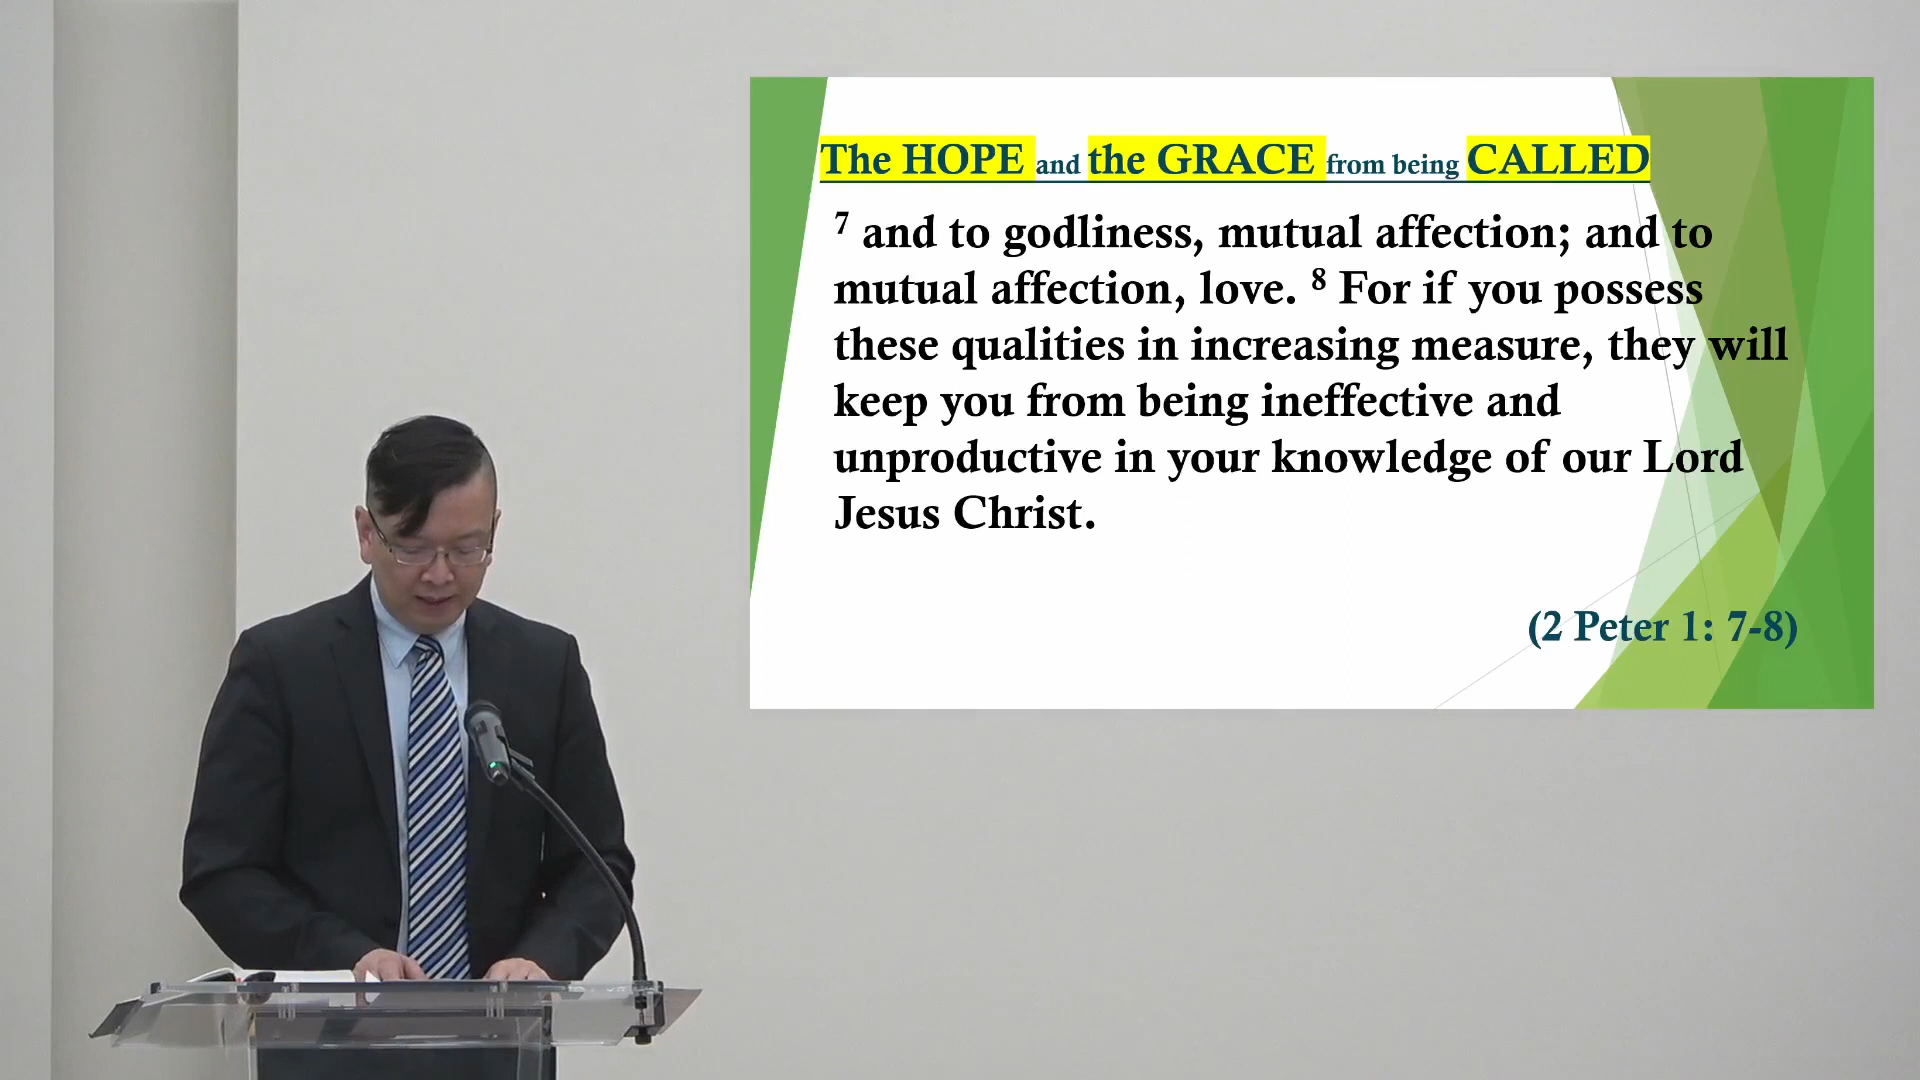 The HOPE and the GRACE from being CALLED
7 and to godliness, mutual affection; and to
mutual affection, love. 8 For if you possess
these qualities in increasing measure, they will
keep you from being ineffective and
unproductive in your knowledge of our Lord
Jesus Christ.
(2 Peter 1: 7-8)